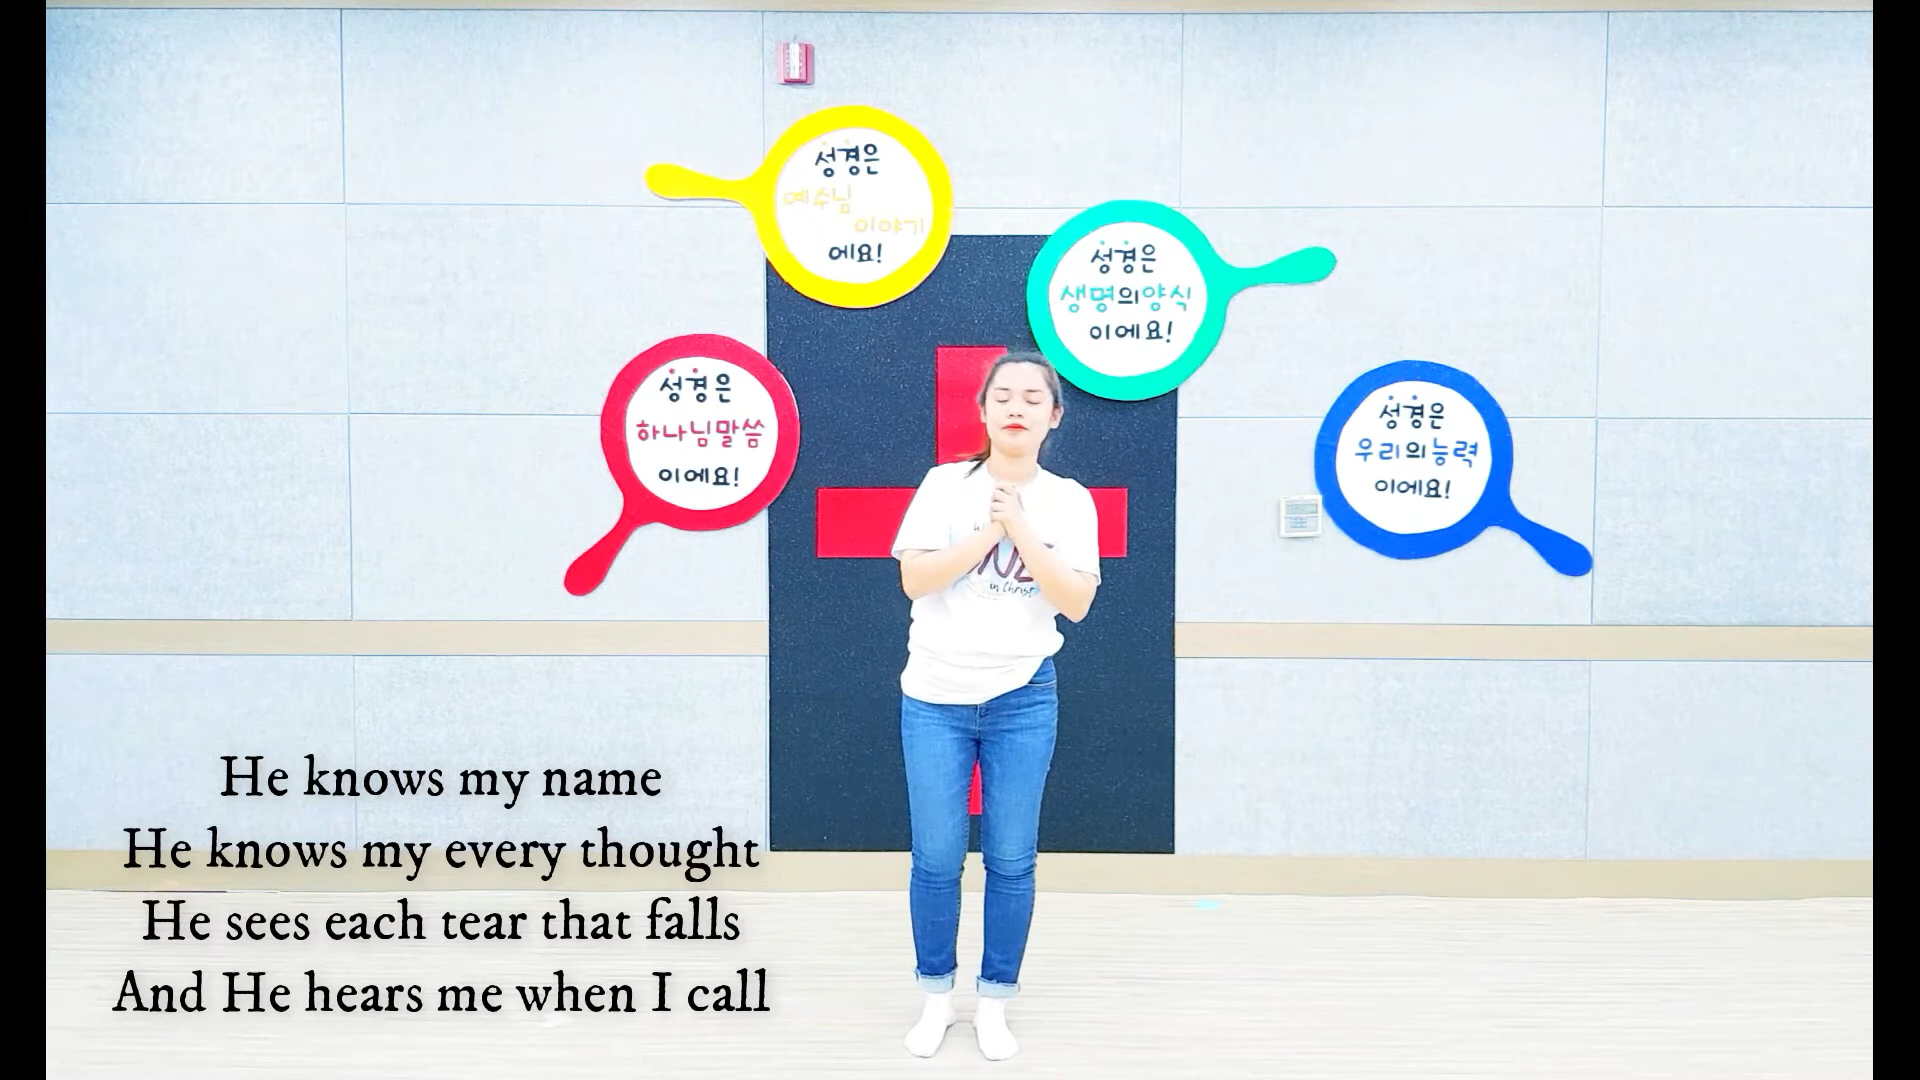 성경은
예수님
이야기
에요!
성경은
생명의양식
이에요!
성경은
하나님말씀
이에요!
성경은
우리의능력
이에요!
in Christ
He knows my name
He knows my every thought
He sees each tear that falls
And He hears me when I call